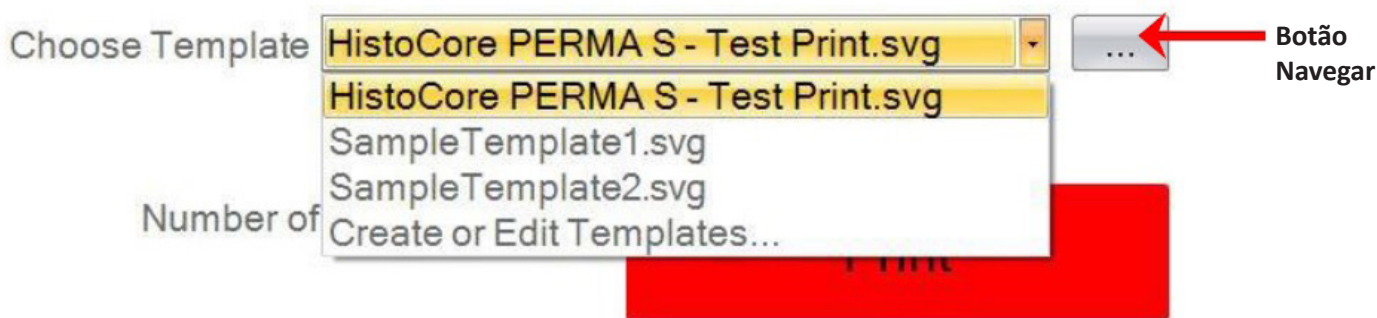 Choose Template HistoCore PERMA S - Test Print.svg ...
Botão
Navegar
HistoCore PERMA S - Test Print.svg
SampleTemplate1.svg
SampleTemplate2.svg
Number of
Create or Edit Templates...
Print